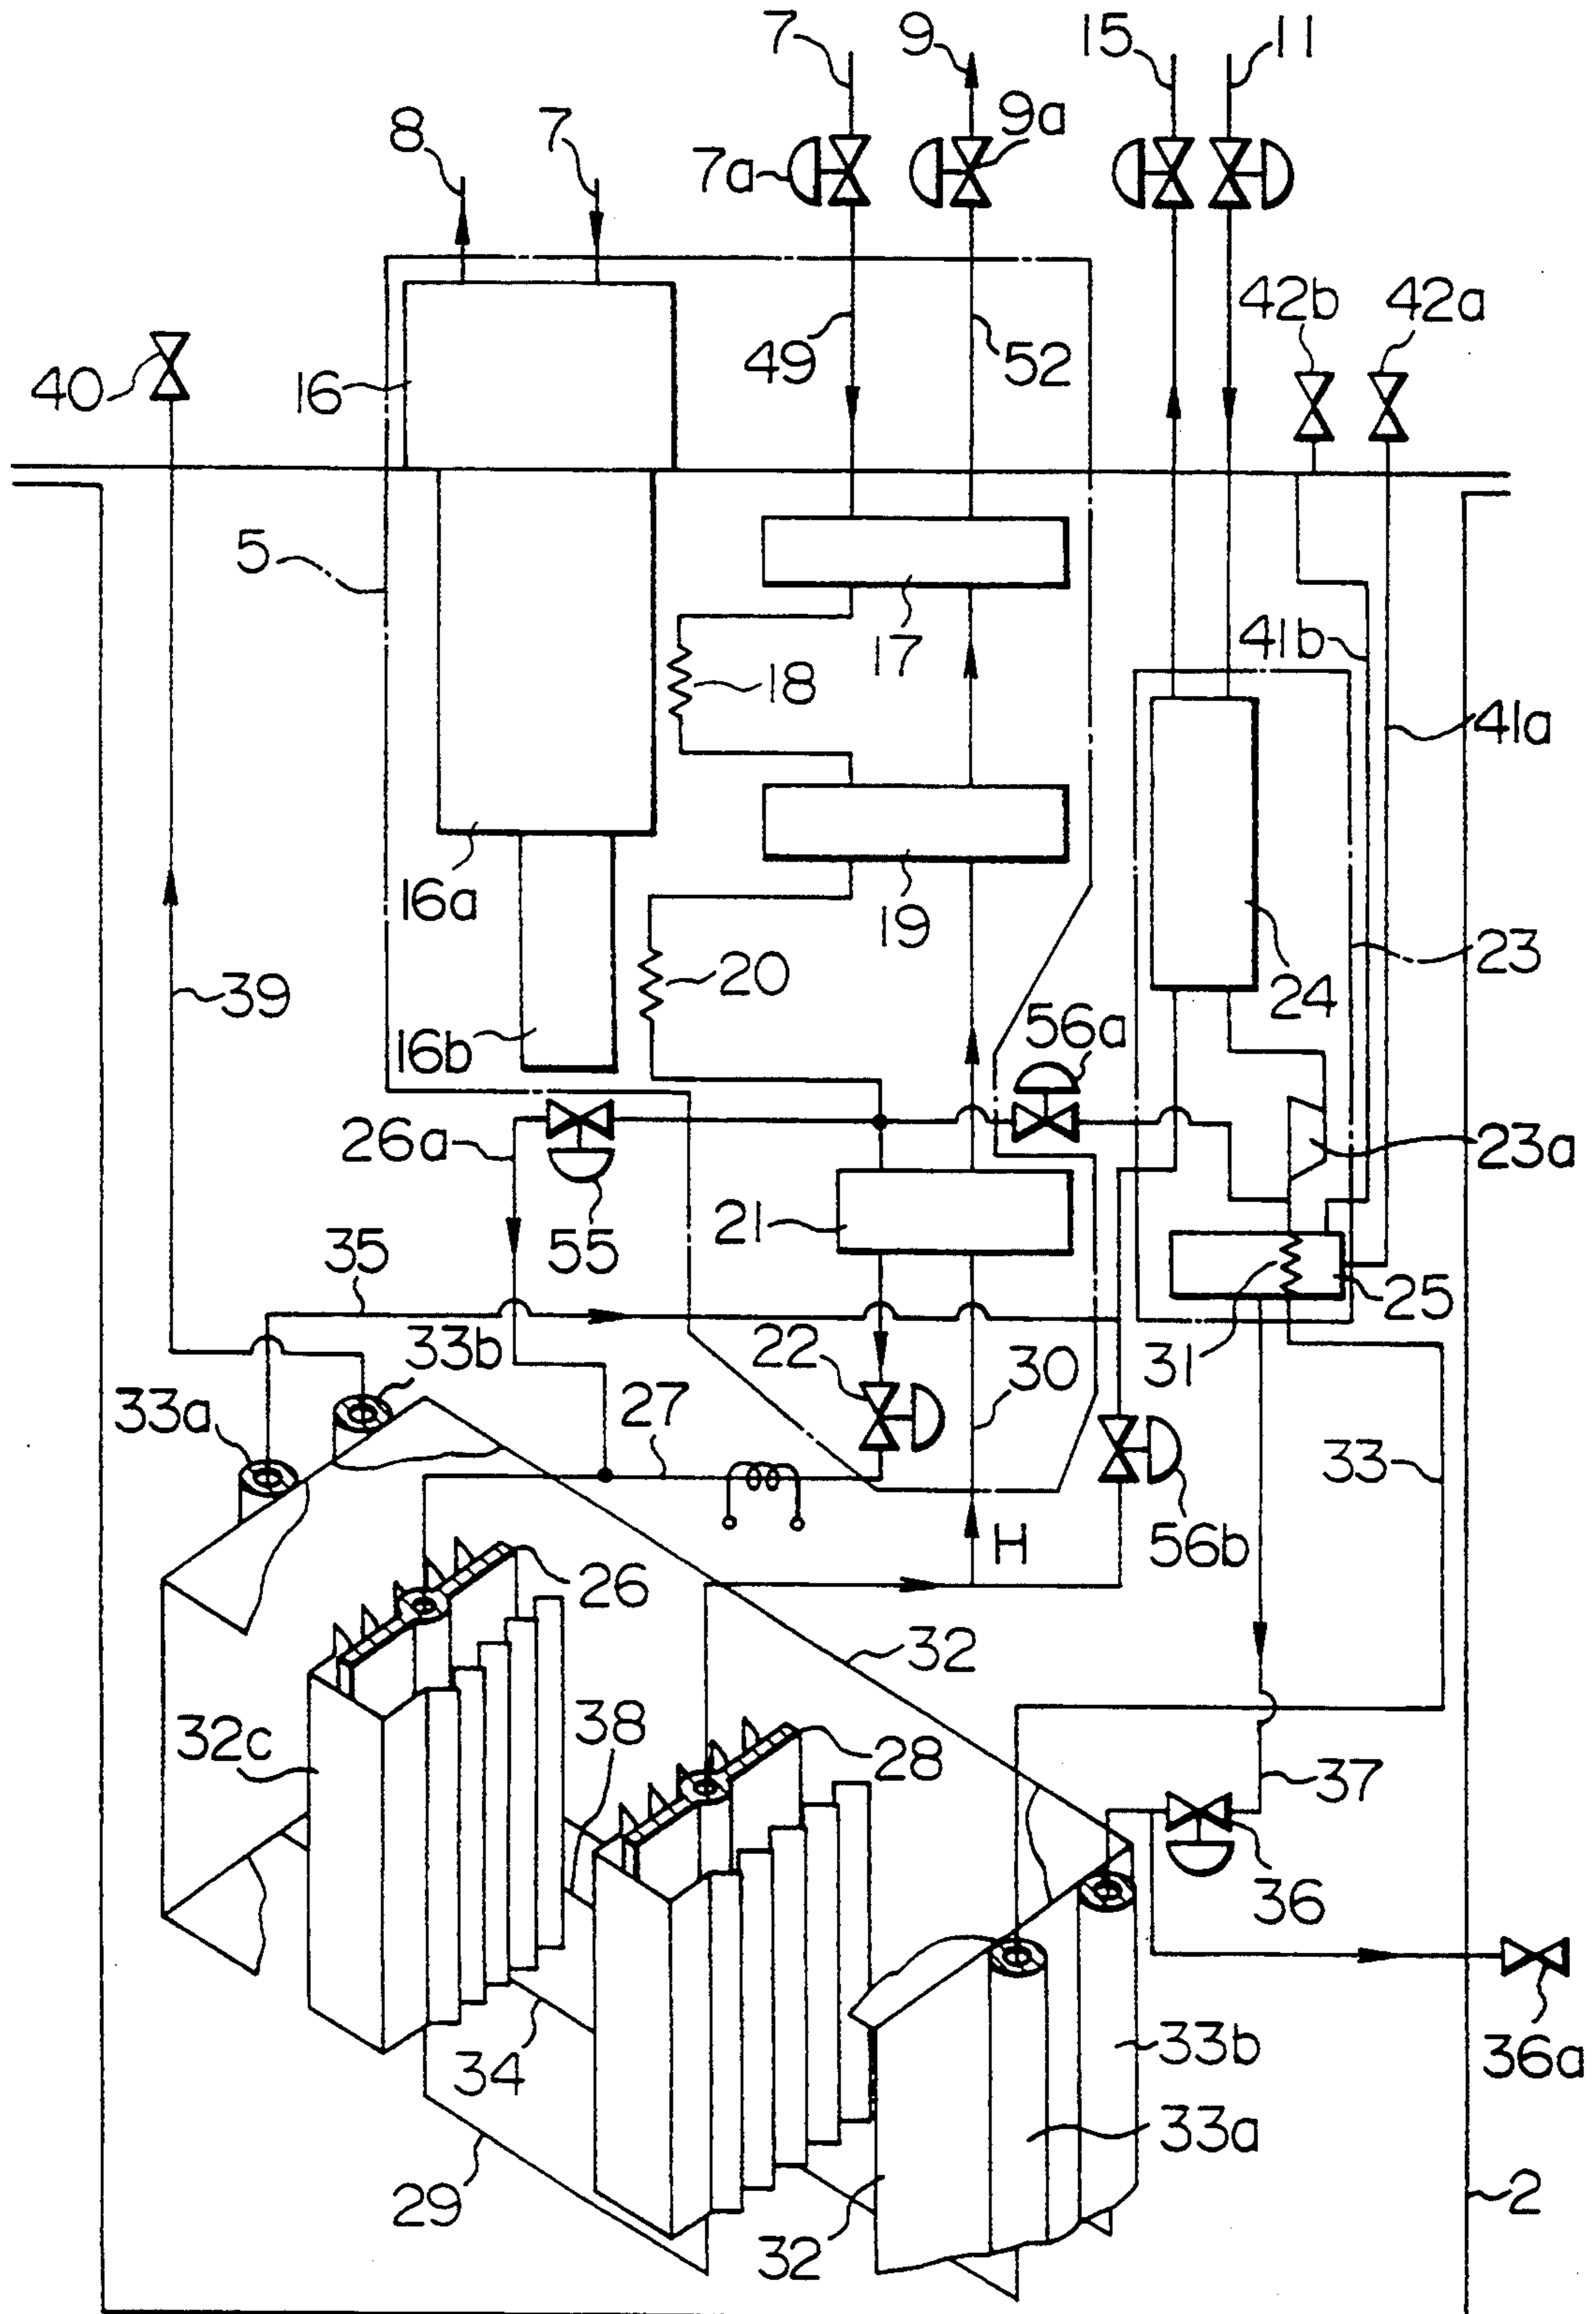 7 9 15 11
8 7 7a 9a
42b 42a
40 16 49 52
5
17 41b
18
41a
16a 19
23
39 20 24
16b 56a
26a 23a
21
35 55 25
33b 22 30 31
33a 27
33
H 56b
26
32
38
32c 28
37
36
34 33b 36a
33a
29 32 2